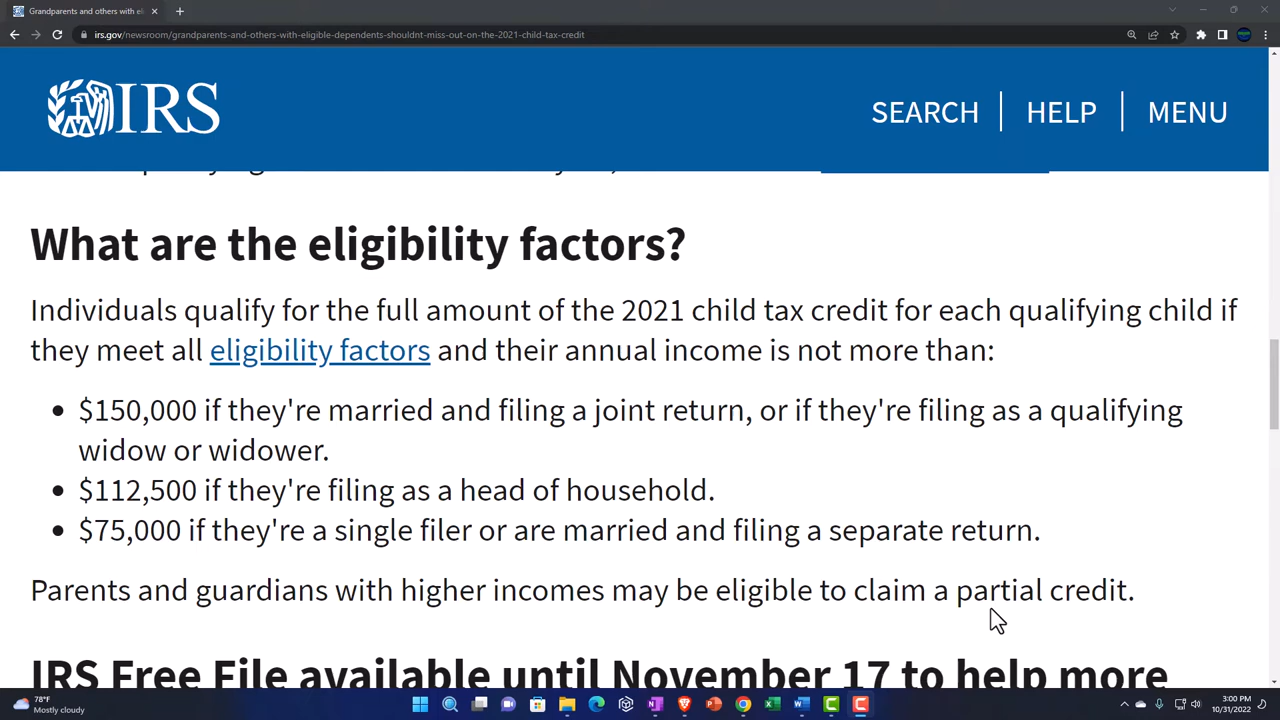 Grandparents and others with eli
irs.gov/newsroom/grandparents-and-others-with-eligible-dependents-shouldnt-miss-out-on-the-2021-child-tax-credit
IRS
SEARCH
HELP
MENU
What are the eligibility factors?
Individuals qualify for the full amount of the 2021 child tax credit for each qualifying child if
they meet all eligibility factors and their annual income is not more than:
• $150,000 if they're married and filing a joint return, or if they're filing as a qualifying
widow or widower.
• $112,500 if they're filing as a head of household.
• $75,000 if they're a single filer or are married and filing a separate return.
Parents and guardians with higher incomes may be eligible to claim a partial credit.
IRS Free File available until November 17 to help more
78°F
Mostly cloudy
3:00 PM
10/31/2022